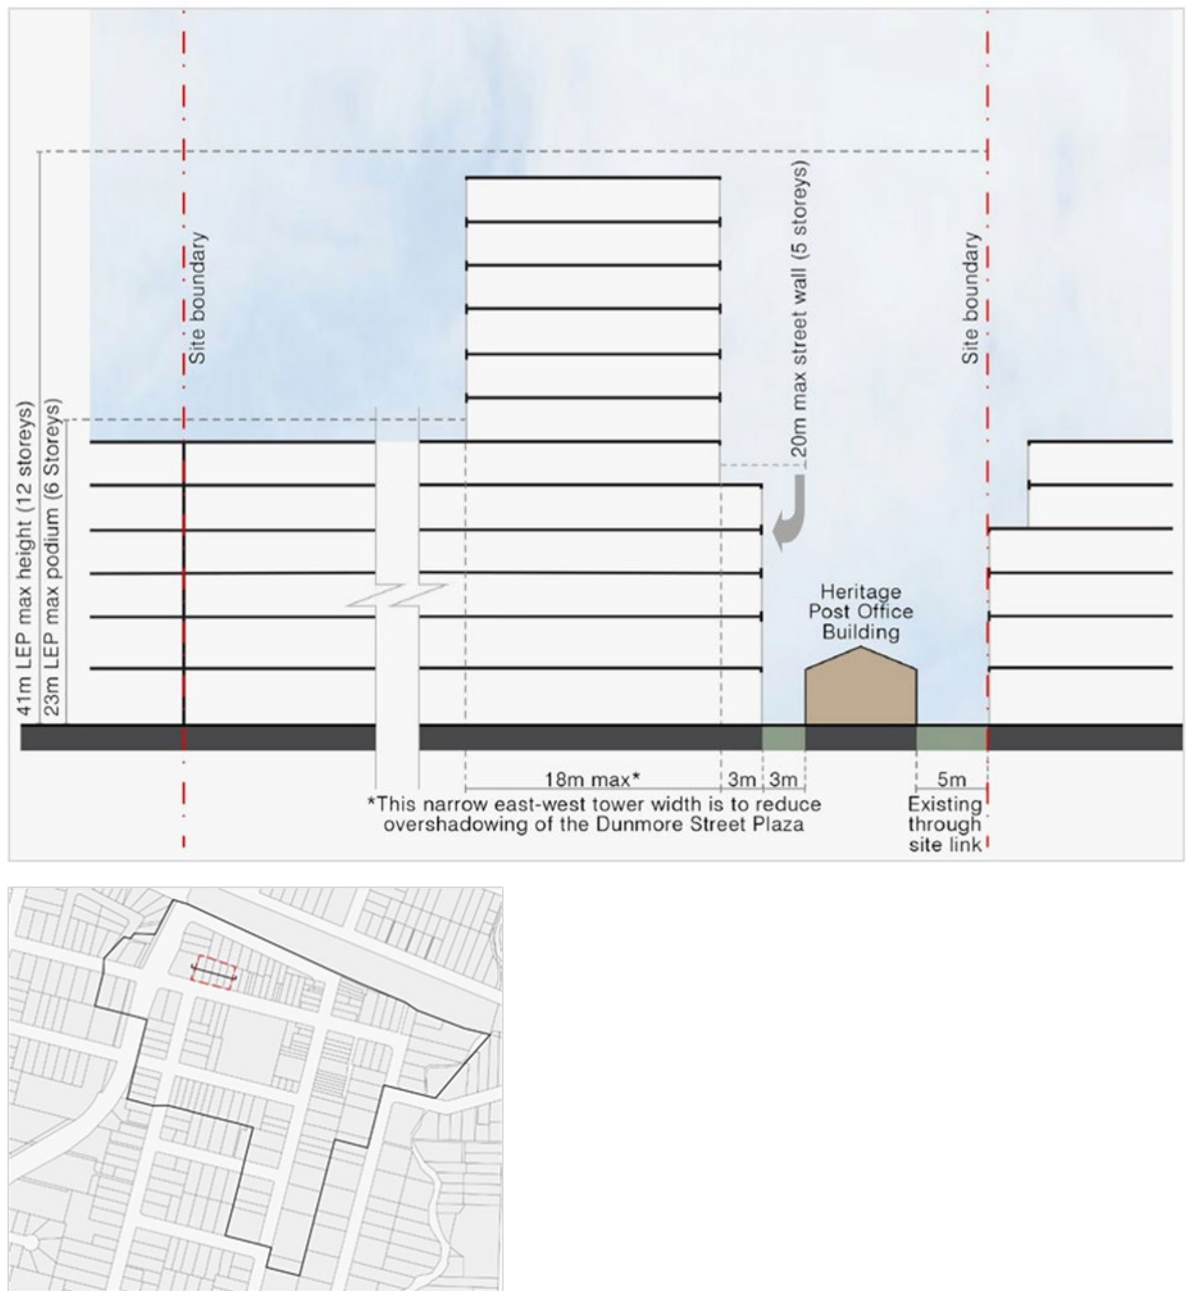 41m LEP max height (12 storeys)
23m LEP max podium (6 Storeys)
Site boundary
20m max street wall (5 storeys)
Site boundary
Heritage
Post Office
Building
18m max*
3m
3m
5m
*This narrow east-west tower width is to reduce
overshadowing of the Dunmore Street Plaza
Existing
through
site link